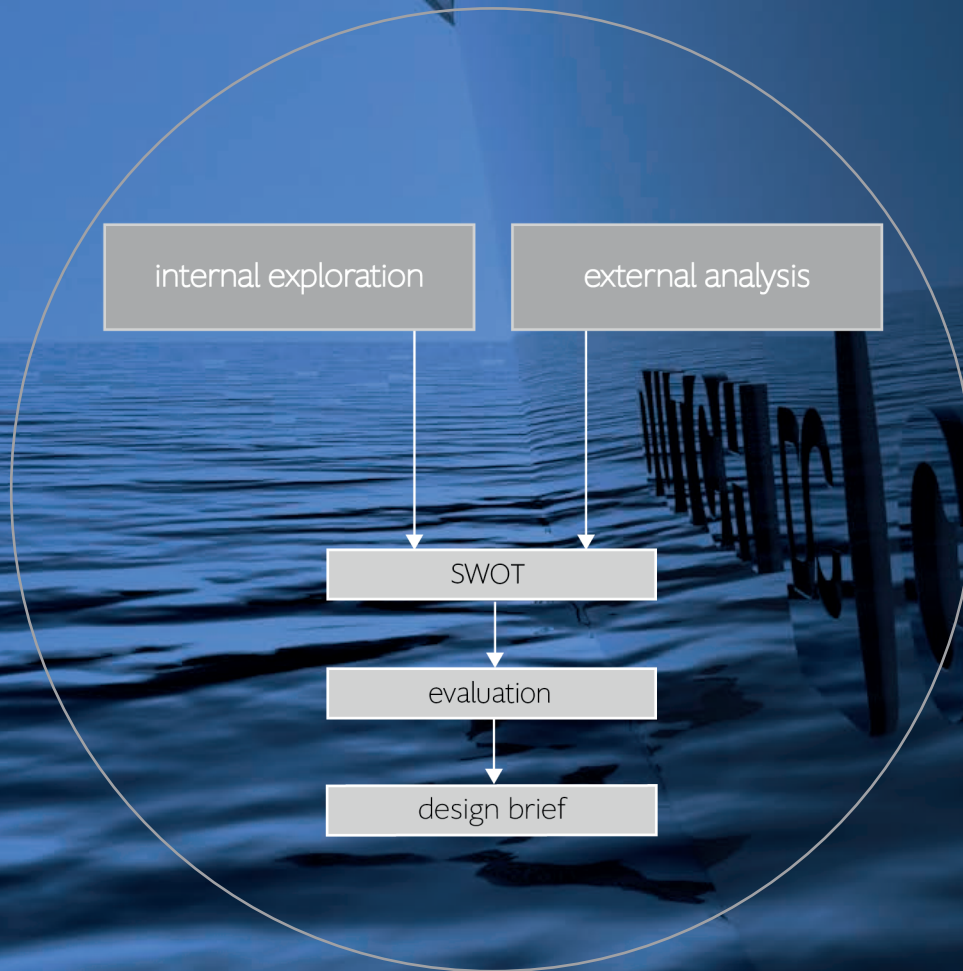 internal exploration
external analysis
SWOT
evaluation
design brief